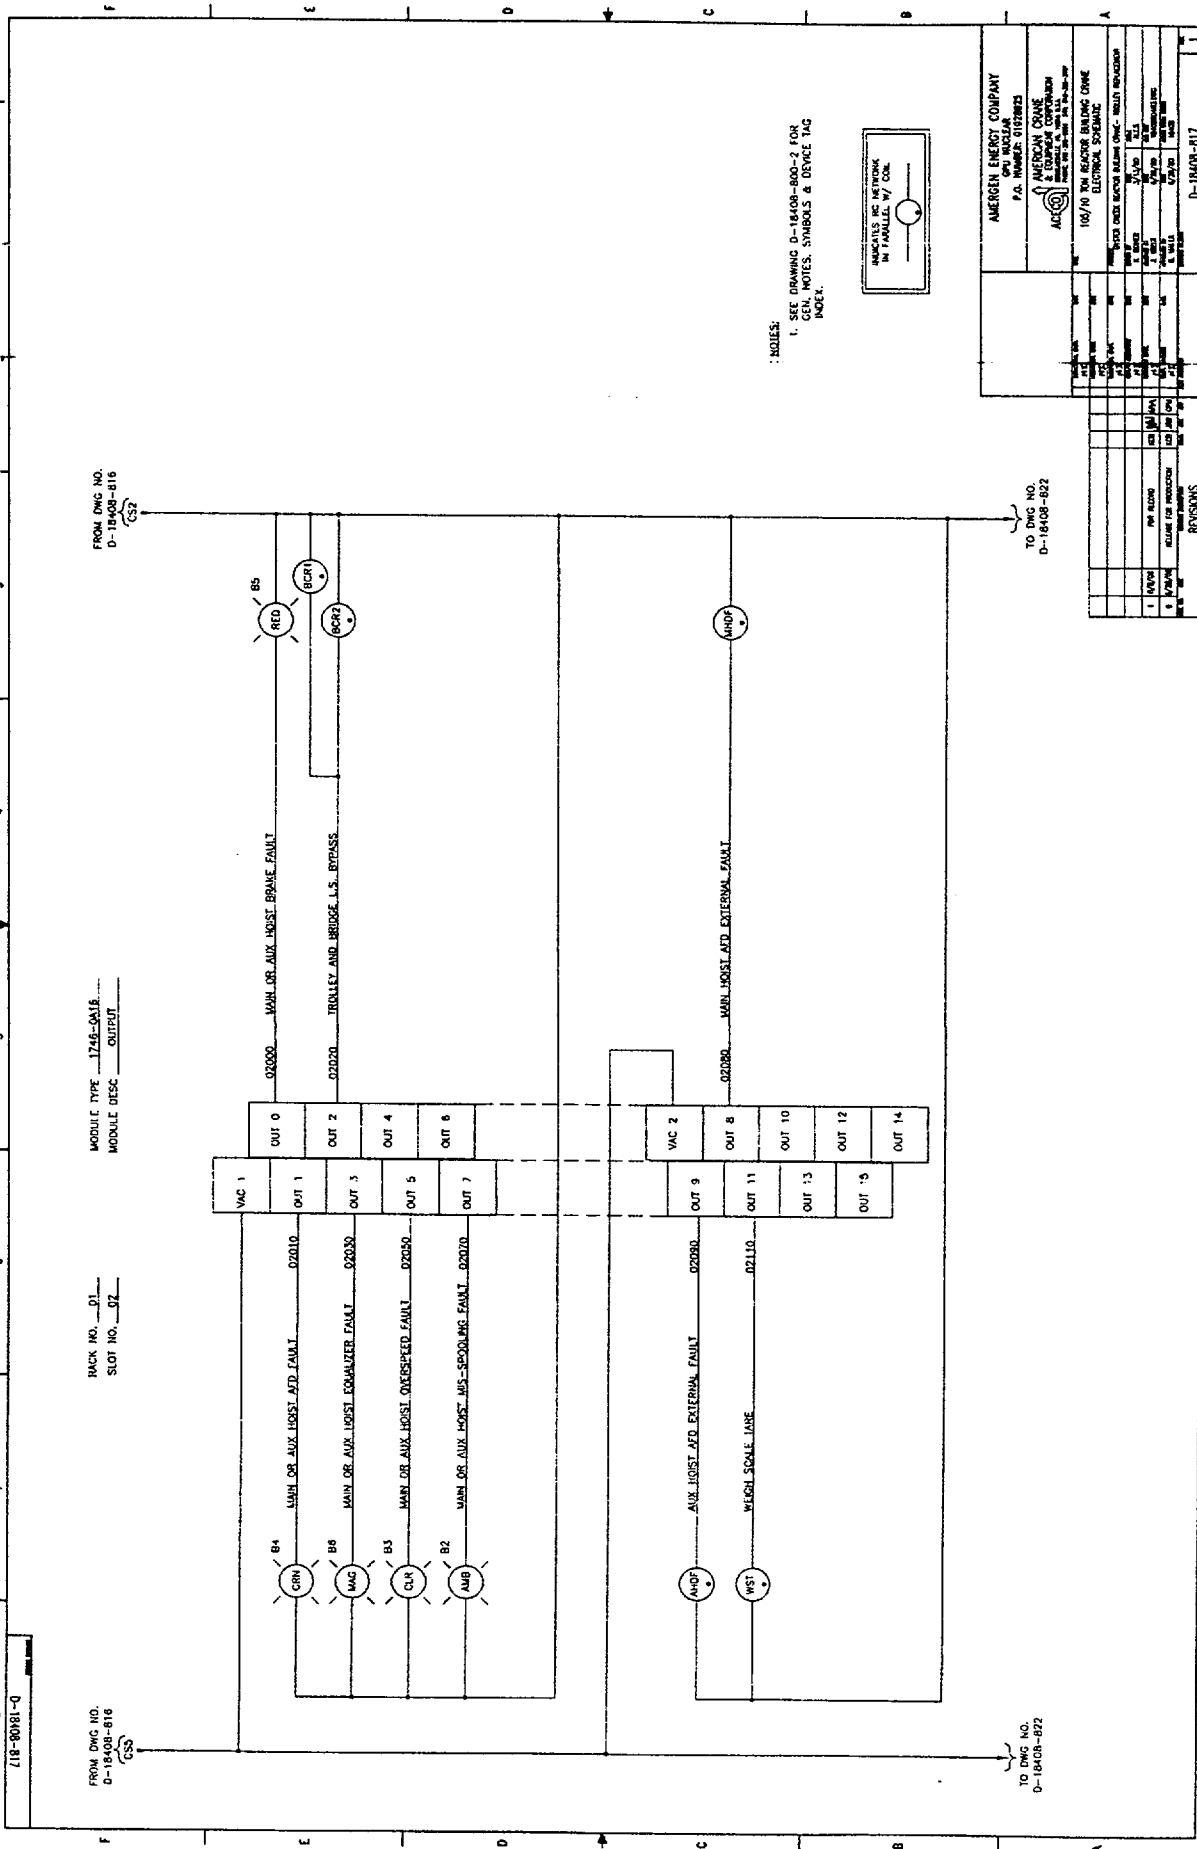 D-18408-817
FROM DWG NO.
D-18408-816
RACK NO. 01
SLOT NO. 02
MODULE TYPE 1746-OA16
MODULE DESC OUTPUT
FROM DWG NO.
D-18408-816
CS2
VAC 1
OUT 0
OUT 1
OUT 2
OUT 3
OUT 4
OUT 5
OUT 6
OUT 7
02000 MAIN OR AUX HOIST BRAKE FAULT
RED
B5
BCR1
02020 TROLLEY AND BRIDGE L.S. BYPASS
BCR2
B4
GRN
MAIN OR AUX HOIST AFD FAULT 02010
B6
MAG
MAIN OR AUX HOIST EQUALIZER FAULT 02030
B3
CLR
MAIN OR AUX HOIST OVERSPEED FAULT 02050
B2
AMB
MAIN OR AUX HOIST MIS-SPOOLING FAULT 02070
VAC 2
OUT 8
OUT 9
OUT 10
OUT 11
OUT 12
OUT 13
OUT 14
OUT 15
02080 MAIN HOIST AFD EXTERNAL FAULT
MHDF
AHDF
AUX HOIST AFD EXTERNAL FAULT 02090
WST
WEIGH SCALE TARE 02110
TO DWG NO.
D-18408-822
TO DWG NO.
D-18408-822
NOTES:
1. SEE DRAWING D-18408-800-2 FOR
GEN. NOTES, SYMBOLS & DEVICE TAG
INDEX.
INDICATES RC NETWORK
IN PARALLEL W/ COIL
AMERGEN ENERGY COMPANY
GPU NUCLEAR
P.O. NUMBER:
AMERICAN CRANE
& EQUIPMENT CORPORATION
105/10 TON REACTOR BUILDING CRANE
ELECTRICAL SCHEMATIC
FOR RECORD
RELEASE FOR PRODUCTION
REVISIONS
D-18408-817
F
E
D
C
B
A
F
E
D
C
B
A